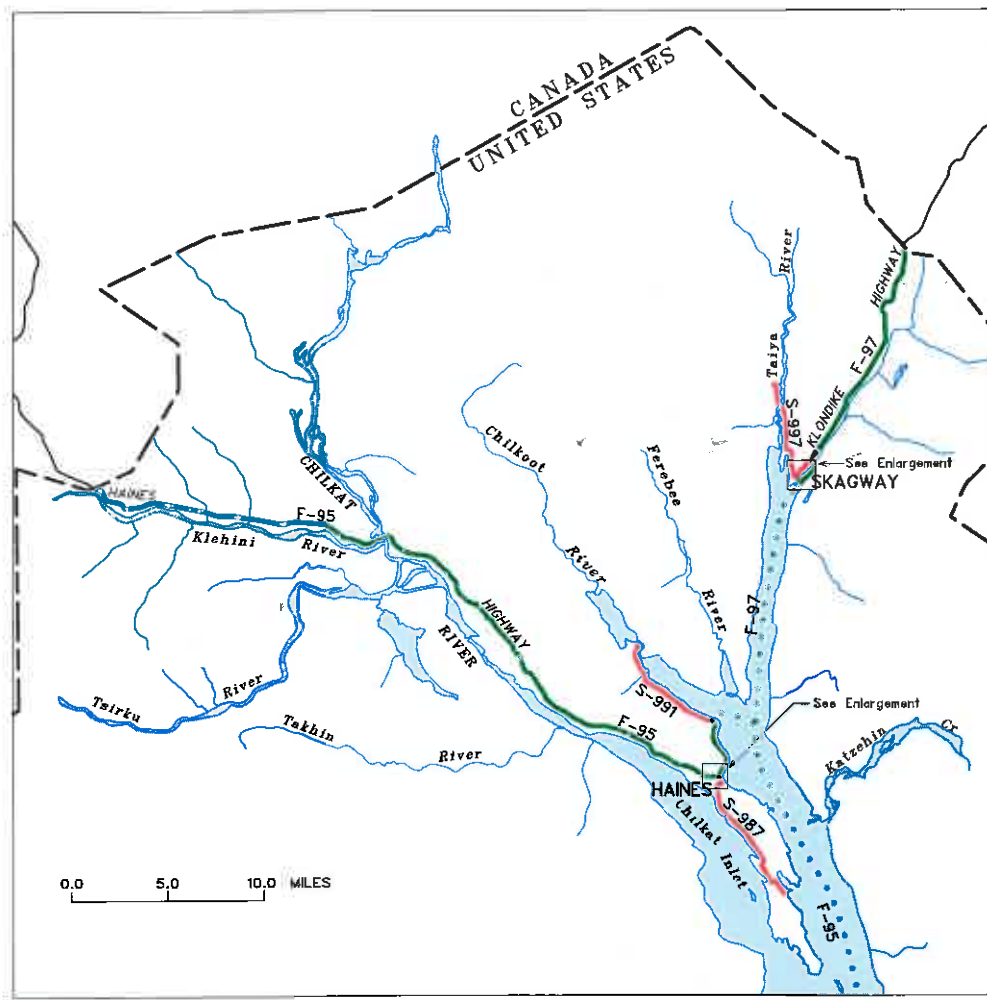 CANADA
UNITED STATES
River
Taiya
HIGHWAY
F-97
KLONDIKE
S-997
See Enlargement
SKAGWAY
Chilkoot
River
Ferebee
River
CHILKAT
RIVER
HAINES
F-95
HIGHWAY
Klehini River
F-97
Tsirku River
Takhin River
S-991
F-95
See Enlargement
Katzehin Cr
HAINES
S-987
Chilkat Inlet
F-95
0.0 5.0 10.0 MILES